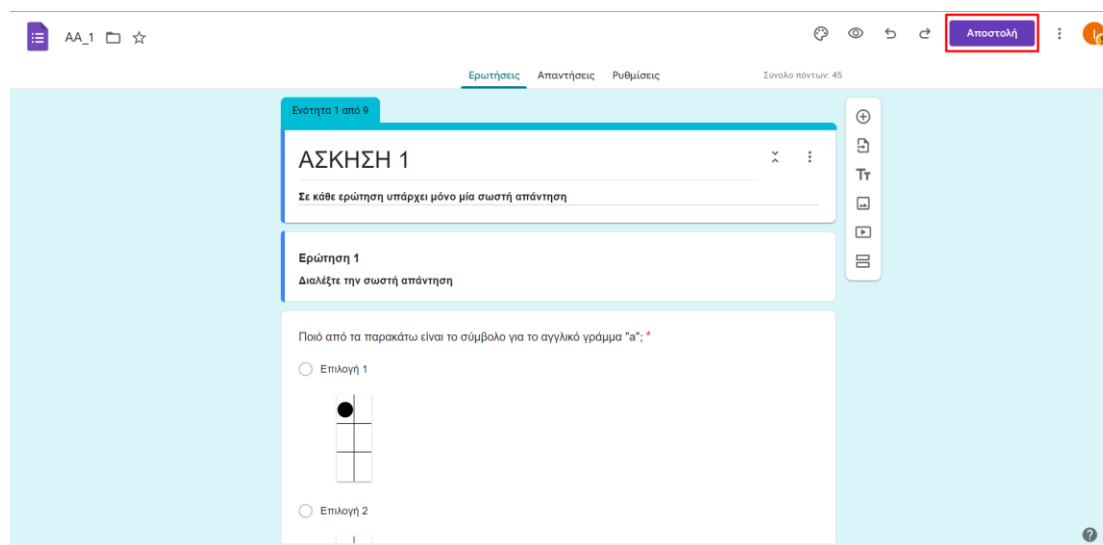 AA_1
Αποστολή
Ερωτήσεις Απαντήσεις Ρυθμίσεις
Σύνολο πόντων: 45
Ενότητα 1 από 9
ΑΣΚΗΣΗ 1
Σε κάθε ερώτηση υπάρχει μόνο μία σωστή απάντηση
Ερώτηση 1
Διαλέξτε την σωστή απάντηση
Ποιό από τα παρακάτω είναι το σύμβολο για το αγγλικό γράμμα "a"; *
Επιλογή 1
Επιλογή 2
Tт